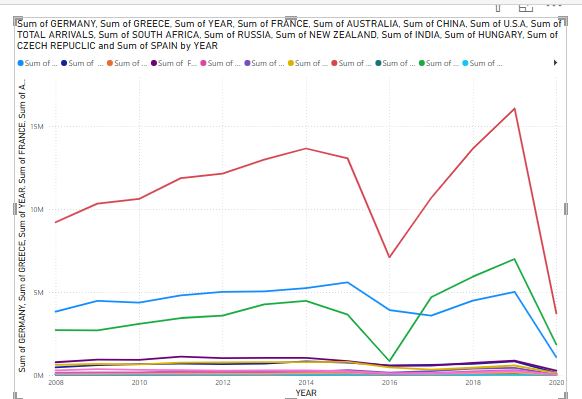 Sum of GERMANY, Sum of GREECE, Sum of YEAR, Sum of FRANCE, Sum of AUSTRALIA, Sum of CHINA, Sum of U.S.A, Sum of
TOTAL ARRIVALS, Sum of SOUTH AFRICA, Sum of RUSSIA, Sum of NEW ZEALAND, Sum of INDIA, Sum of HUNGARY, Sum of
CZECH REPUCLIC and Sum of SPAIN by YEAR
Sum of ... Sum of ... Sum of ... Sum of F... Sum of ... Sum of ... Sum of ... Sum of ... Sum of ... Sum of ... Sum of ...
Sum of GERMANY, Sum of GREECE, Sum of YEAR, Sum of FRANCE, Sum of A...
15M
10M
5M
0M
2008 2010 2012 2014 2016 2018 2020
YEAR